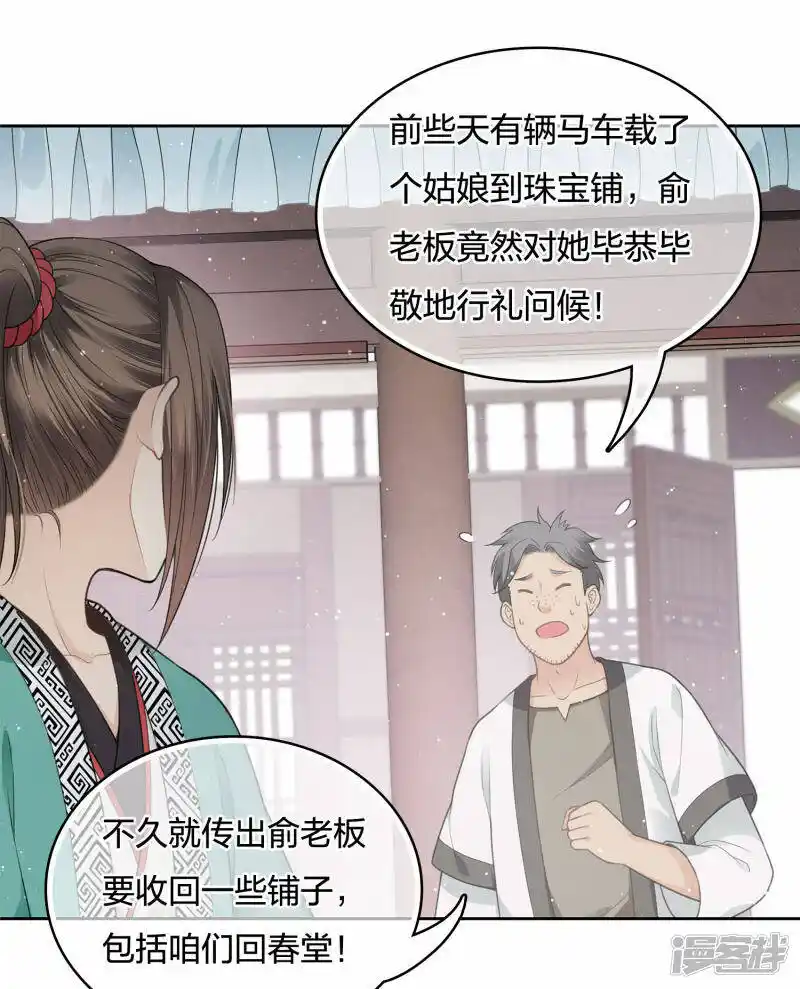 前些天有辆马车载了
个姑娘到珠宝铺，俞
老板竟然对她毕恭毕
敬地行礼问候！
不久就传出俞老板
要收回一些铺子，
包括咱们回春堂！
漫客栈